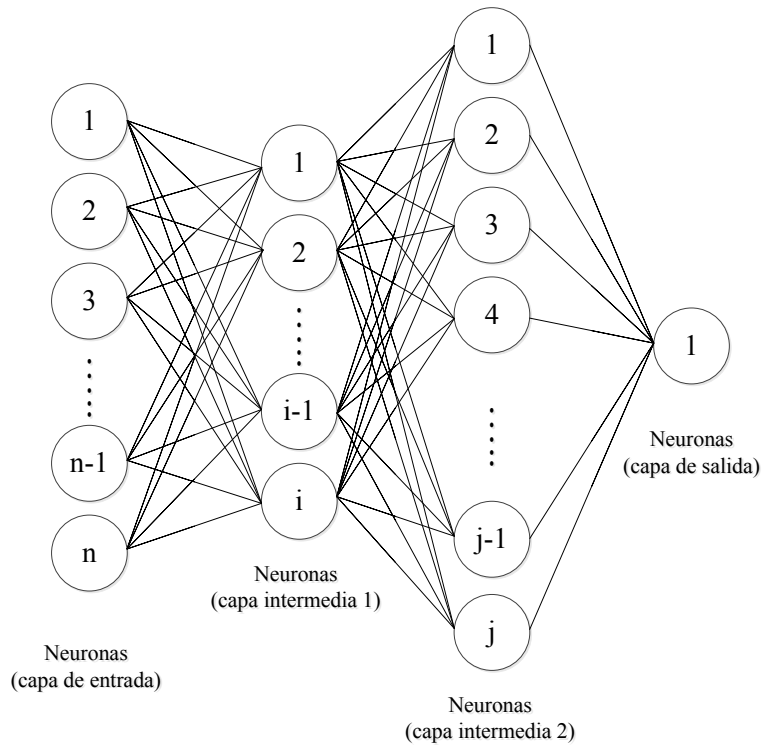 1
2
3
n-1
n
Neuronas
(capa de entrada)
1
2
i-1
i
Neuronas
(capa intermedia 1)
1
2
3
4
j-1
j
Neuronas
(capa intermedia 2)
1
Neuronas
(capa de salida)